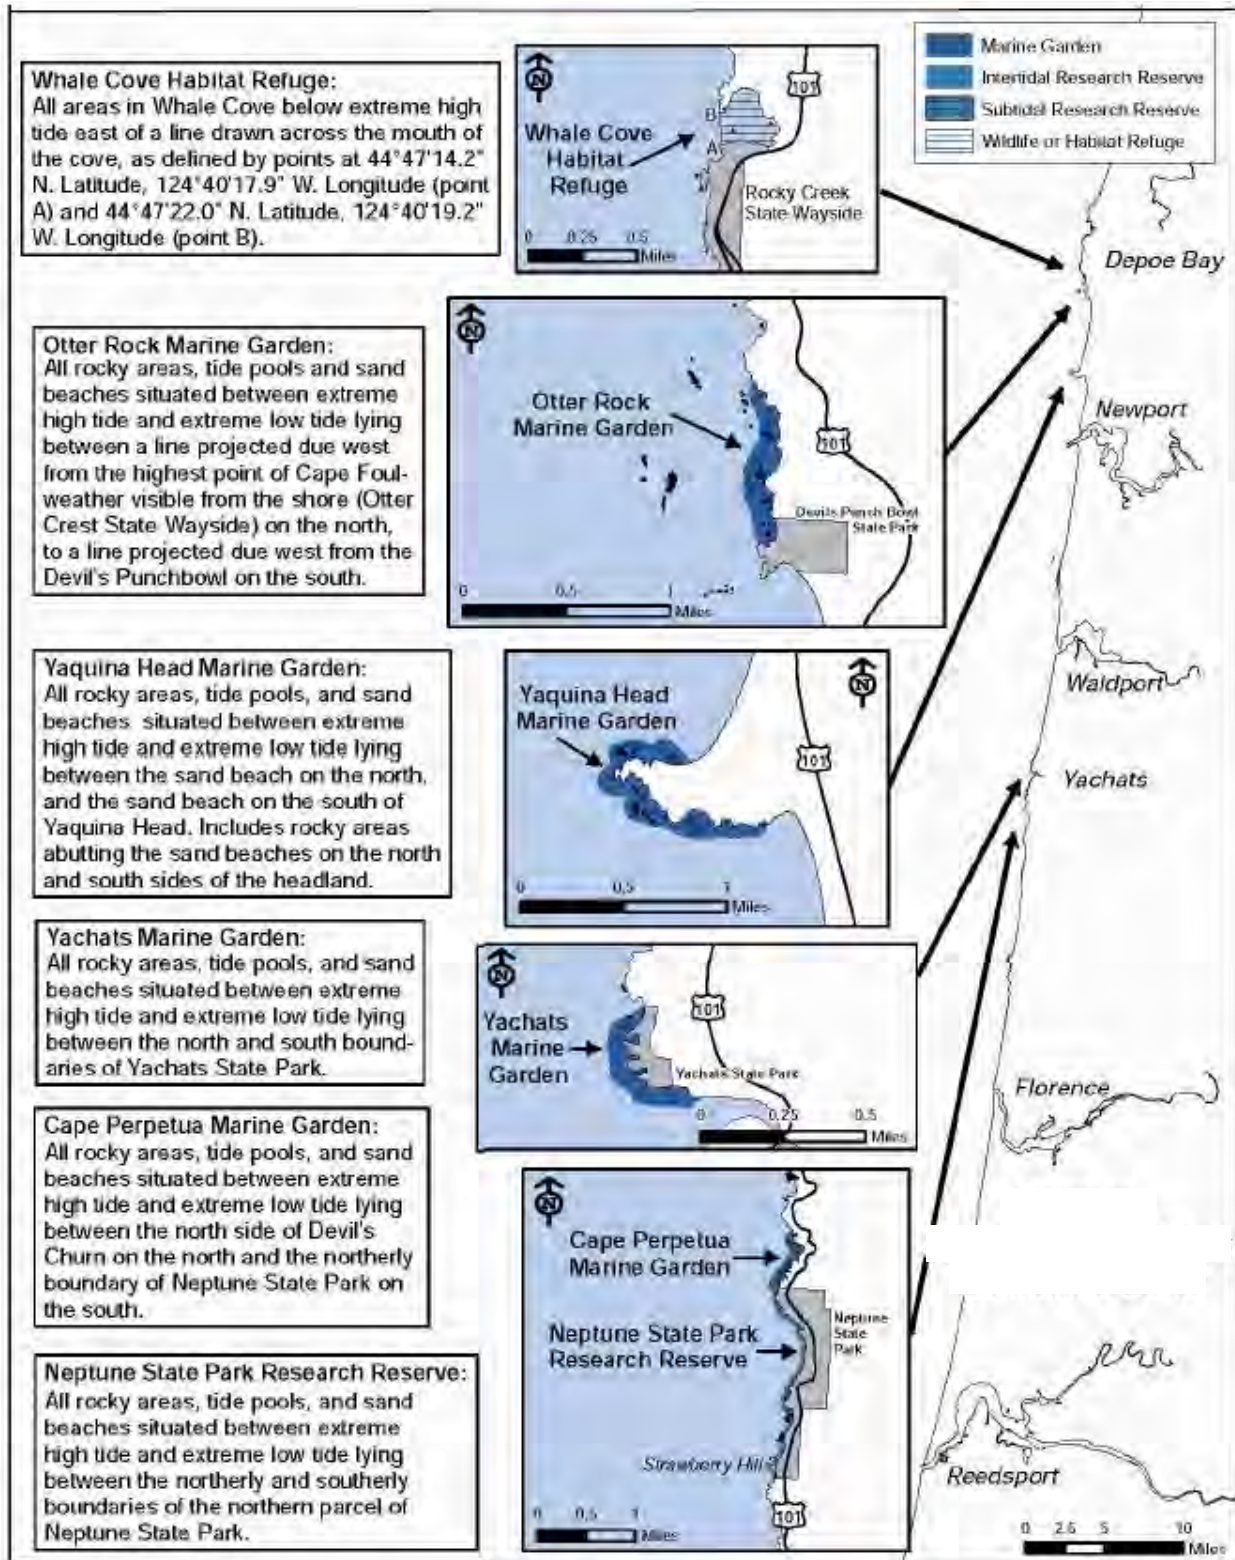 Marine Garden
Intertidal Research Reserve
Subtidal Research Reserve
Wildlife or Habitat Refuge
Whale Cove Habitat Refuge:
All areas in Whale Cove below extreme high
tide east of a line drawn across the mouth of
the cove, as defined by points at 44°47'14.2"
N. Latitude, 124°40'17.9" W. Longitude (point
A) and 44°47'22.0" N. Latitude, 124°40'19.2"
W. Longitude (point B).
N
101
B
A
Whale Cove
Habitat
Refuge
Rocky Creek
State Wayside
0 0.25 0.5
Miles
Otter Rock Marine Garden:
All rocky areas, tide pools and sand
beaches situated between extreme
high tide and extreme low tide lying
between a line projected due west
from the highest point of Cape Foul-
weather visible from the shore (Otter
Crest State Wayside) on the north,
to a line projected due west from the
Devil's Punchbowl on the south.
N
Otter Rock
Marine Garden
101
Devils Punch Bowl
State Park
0 0.5 1
Miles
Yaquina Head Marine Garden:
All rocky areas, tide pools, and sand
beaches situated between extreme
high tide and extreme low tide lying
between the sand beach on the north,
and the sand beach on the south of
Yaquina Head. Includes rocky areas
abutting the sand beaches on the north
and south sides of the headland.
N
Yaquina Head
Marine Garden
101
0 0.5 1
Miles
Yachats Marine Garden:
All rocky areas, tide pools, and sand
beaches situated between extreme
high tide and extreme low tide lying
between the north and south bound-
aries of Yachats State Park.
N
101
Yachats
Marine
Garden
Yachats State Park
0 0.25 0.5
Miles
Cape Perpetua Marine Garden:
All rocky areas, tide pools, and sand
beaches situated between extreme
high tide and extreme low tide lying
between the north side of Devil's
Churn on the north and the northerly
boundary of Neptune State Park on
the south.
Neptune State Park Research Reserve:
All rocky areas, tide pools, and sand
beaches situated between extreme
high tide and extreme low tide lying
between the northerly and southerly
boundaries of the northern parcel of
Neptune State Park.
N
Cape Perpetua
Marine Garden
Neptune State Park
Research Reserve
Neptune
State
Park
Strawberry Hill
101
0 0.5 1
Miles
Depoe Bay
Newport
Waldport
Yachats
Florence
Reedsport
0 2.5 5 10
Miles